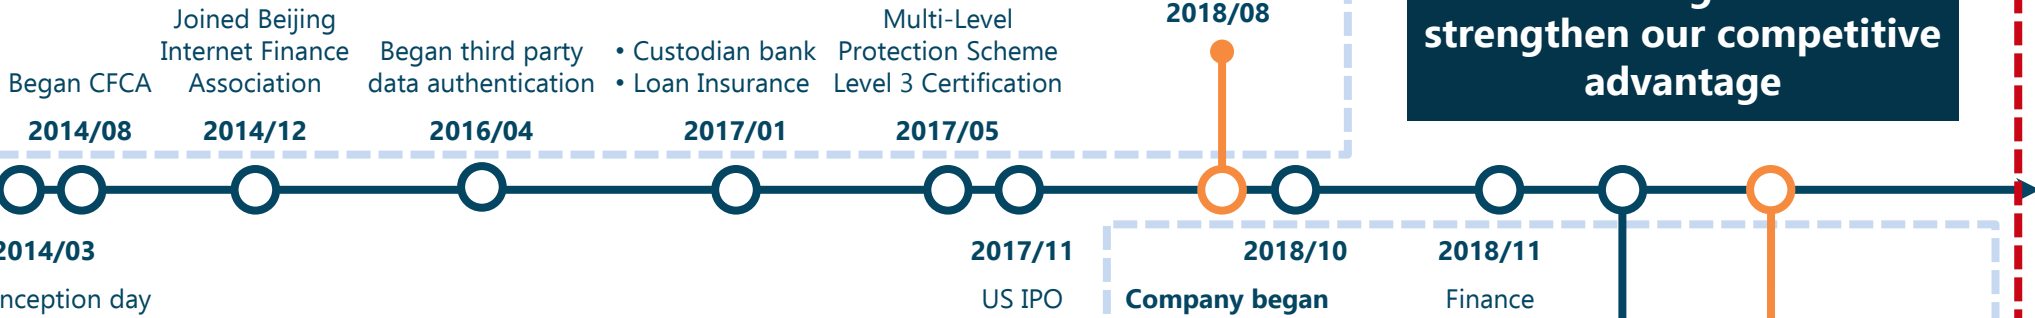 Began CFCA
2014/08
Joined Beijing
Internet Finance
Association
2014/12
Began third party
data authentication
2016/04
• Custodian bank
• Loan Insurance
2017/01
Multi-Level
Protection Scheme
Level 3 Certification
2017/05
2018/08
strengthen our competitive
advantage
2014/03
nception day
2017/11
US IPO
2018/10
Company began
2018/11
Finance